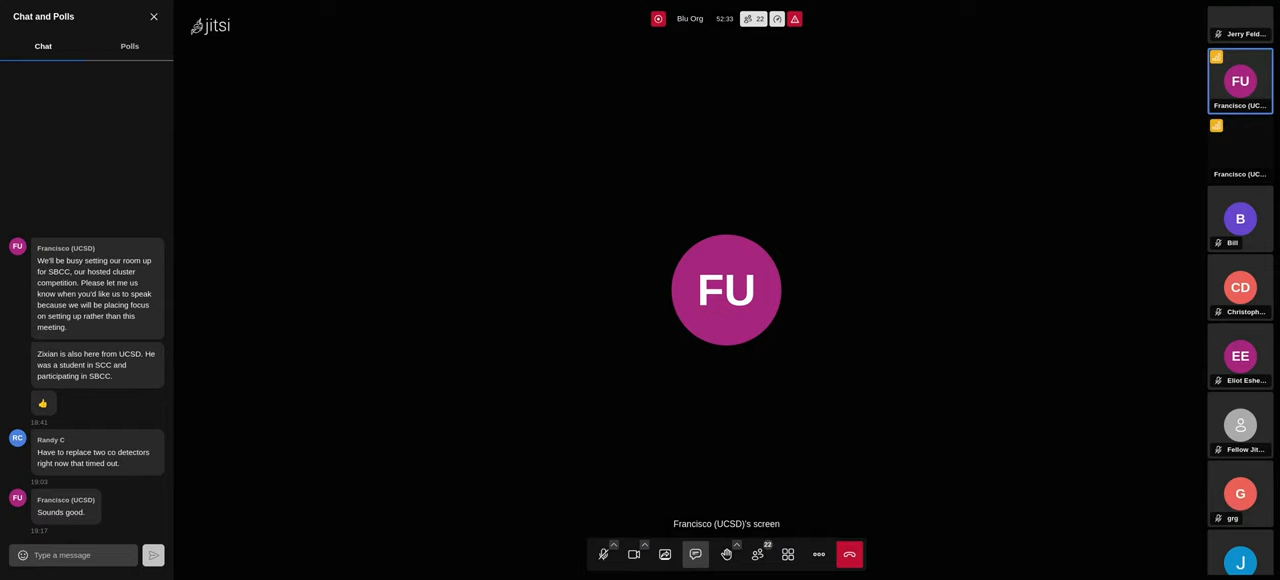 Chat and Polls
Chat
Polls
FU
Francisco (UCSD)
We'll be busy setting our room up
for SBCC, our hosted cluster
competition. Please let me us
know when you'd like us to speak
because we will be placing focus
on setting up rather than this
meeting.
Zixian is also here from UCSD. He
was a student in SCC and
participating in SBCC.
18:41
RC
Randy C
Have to replace two co detectors
right now that timed out.
19:03
FU
Francisco (UCSD)
Sounds good.
19:17
Type a message
jitsi
Blu Org
52:33
22
FU
Francisco (UCSD)'s screen
22
Jerry Feld...
FU
Francisco (UC...
Francisco (UC...
B
Bill
CD
Christoph...
EE
Eliot Eshe...
Fellow Jit...
G
grg
J